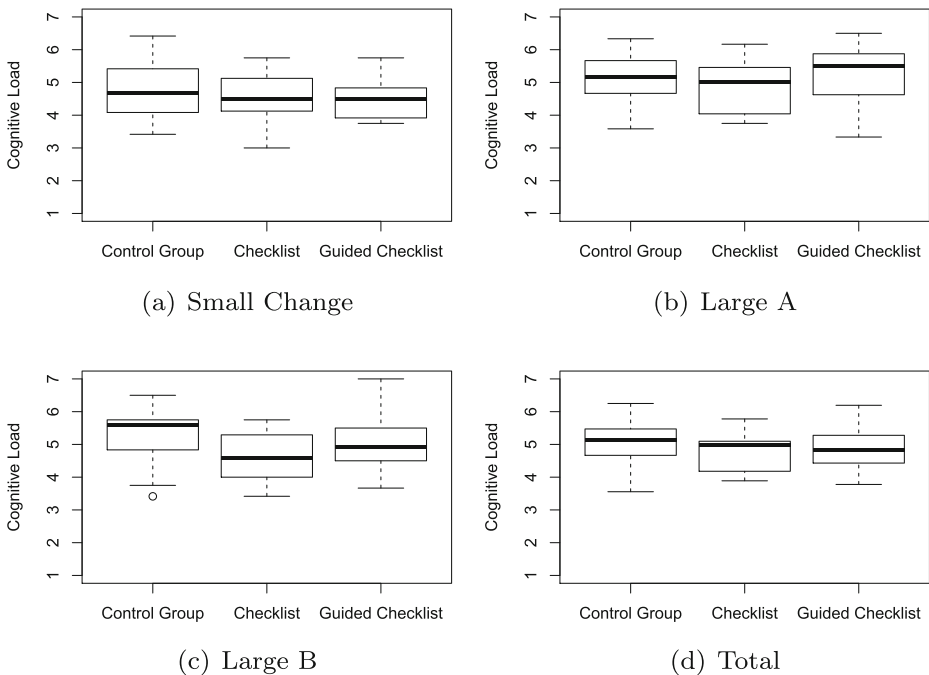 Cognitive Load
7
6
5
4
3
2
1
Control Group Checklist Guided Checklist
(a) Small Change
Cognitive Load
7
6
5
4
3
2
1
Control Group Checklist Guided Checklist
(b) Large A
Cognitive Load
7
6
5
4
3
2
1
Control Group Checklist Guided Checklist
(c) Large B
Cognitive Load
7
6
5
4
3
2
1
Control Group Checklist Guided Checklist
(d) Total